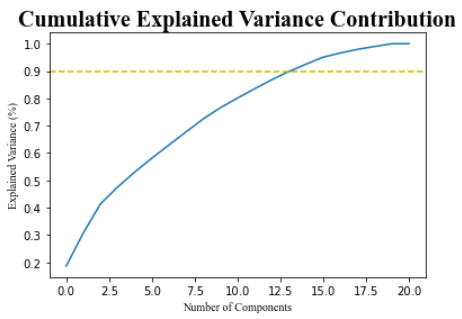 Cumulative Explained Variance Contribution
1.0
0.9
0.8
0.7
0.6
0.5
0.4
0.3
0.2
Explained Variance (%)
0.0 2.5 5.0 7.5 10.0 12.5 15.0 17.5 20.0
Number of Components